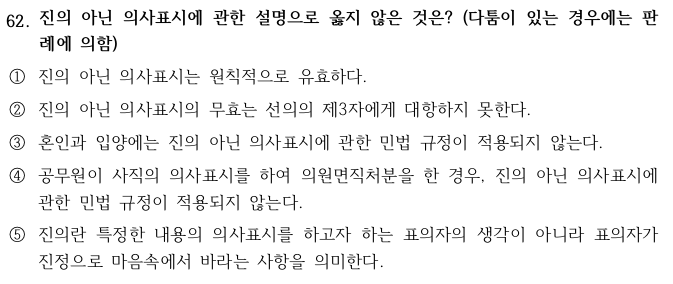 62. 진의 아닌 의사표시에 관한 설명으로 옳지 않은 것은? (다툼이 있는 경우에는 판
례에 의함)
① 진의 아닌 의사표시는 원칙적으로 유효하다.
② 진의 아닌 의사표시의 무효는 선의의 제3자에게 대항하지 못한다.
③ 혼인과 입양에는 진의 아닌 의사표시에 관한 민법 규정이 적용되지 않는다.
④ 공무원이 사직의 의사표시를 하여 의원면직처분을 한 경우, 진의 아닌 의사표시에
관한 민법 규정이 적용되지 않는다.
⑤ 진의란 특정한 내용의 의사표시를 하고자 하는 표의자의 생각이 아니라 표의자가
진정으로 마음속에서 바라는 사항을 의미한다.